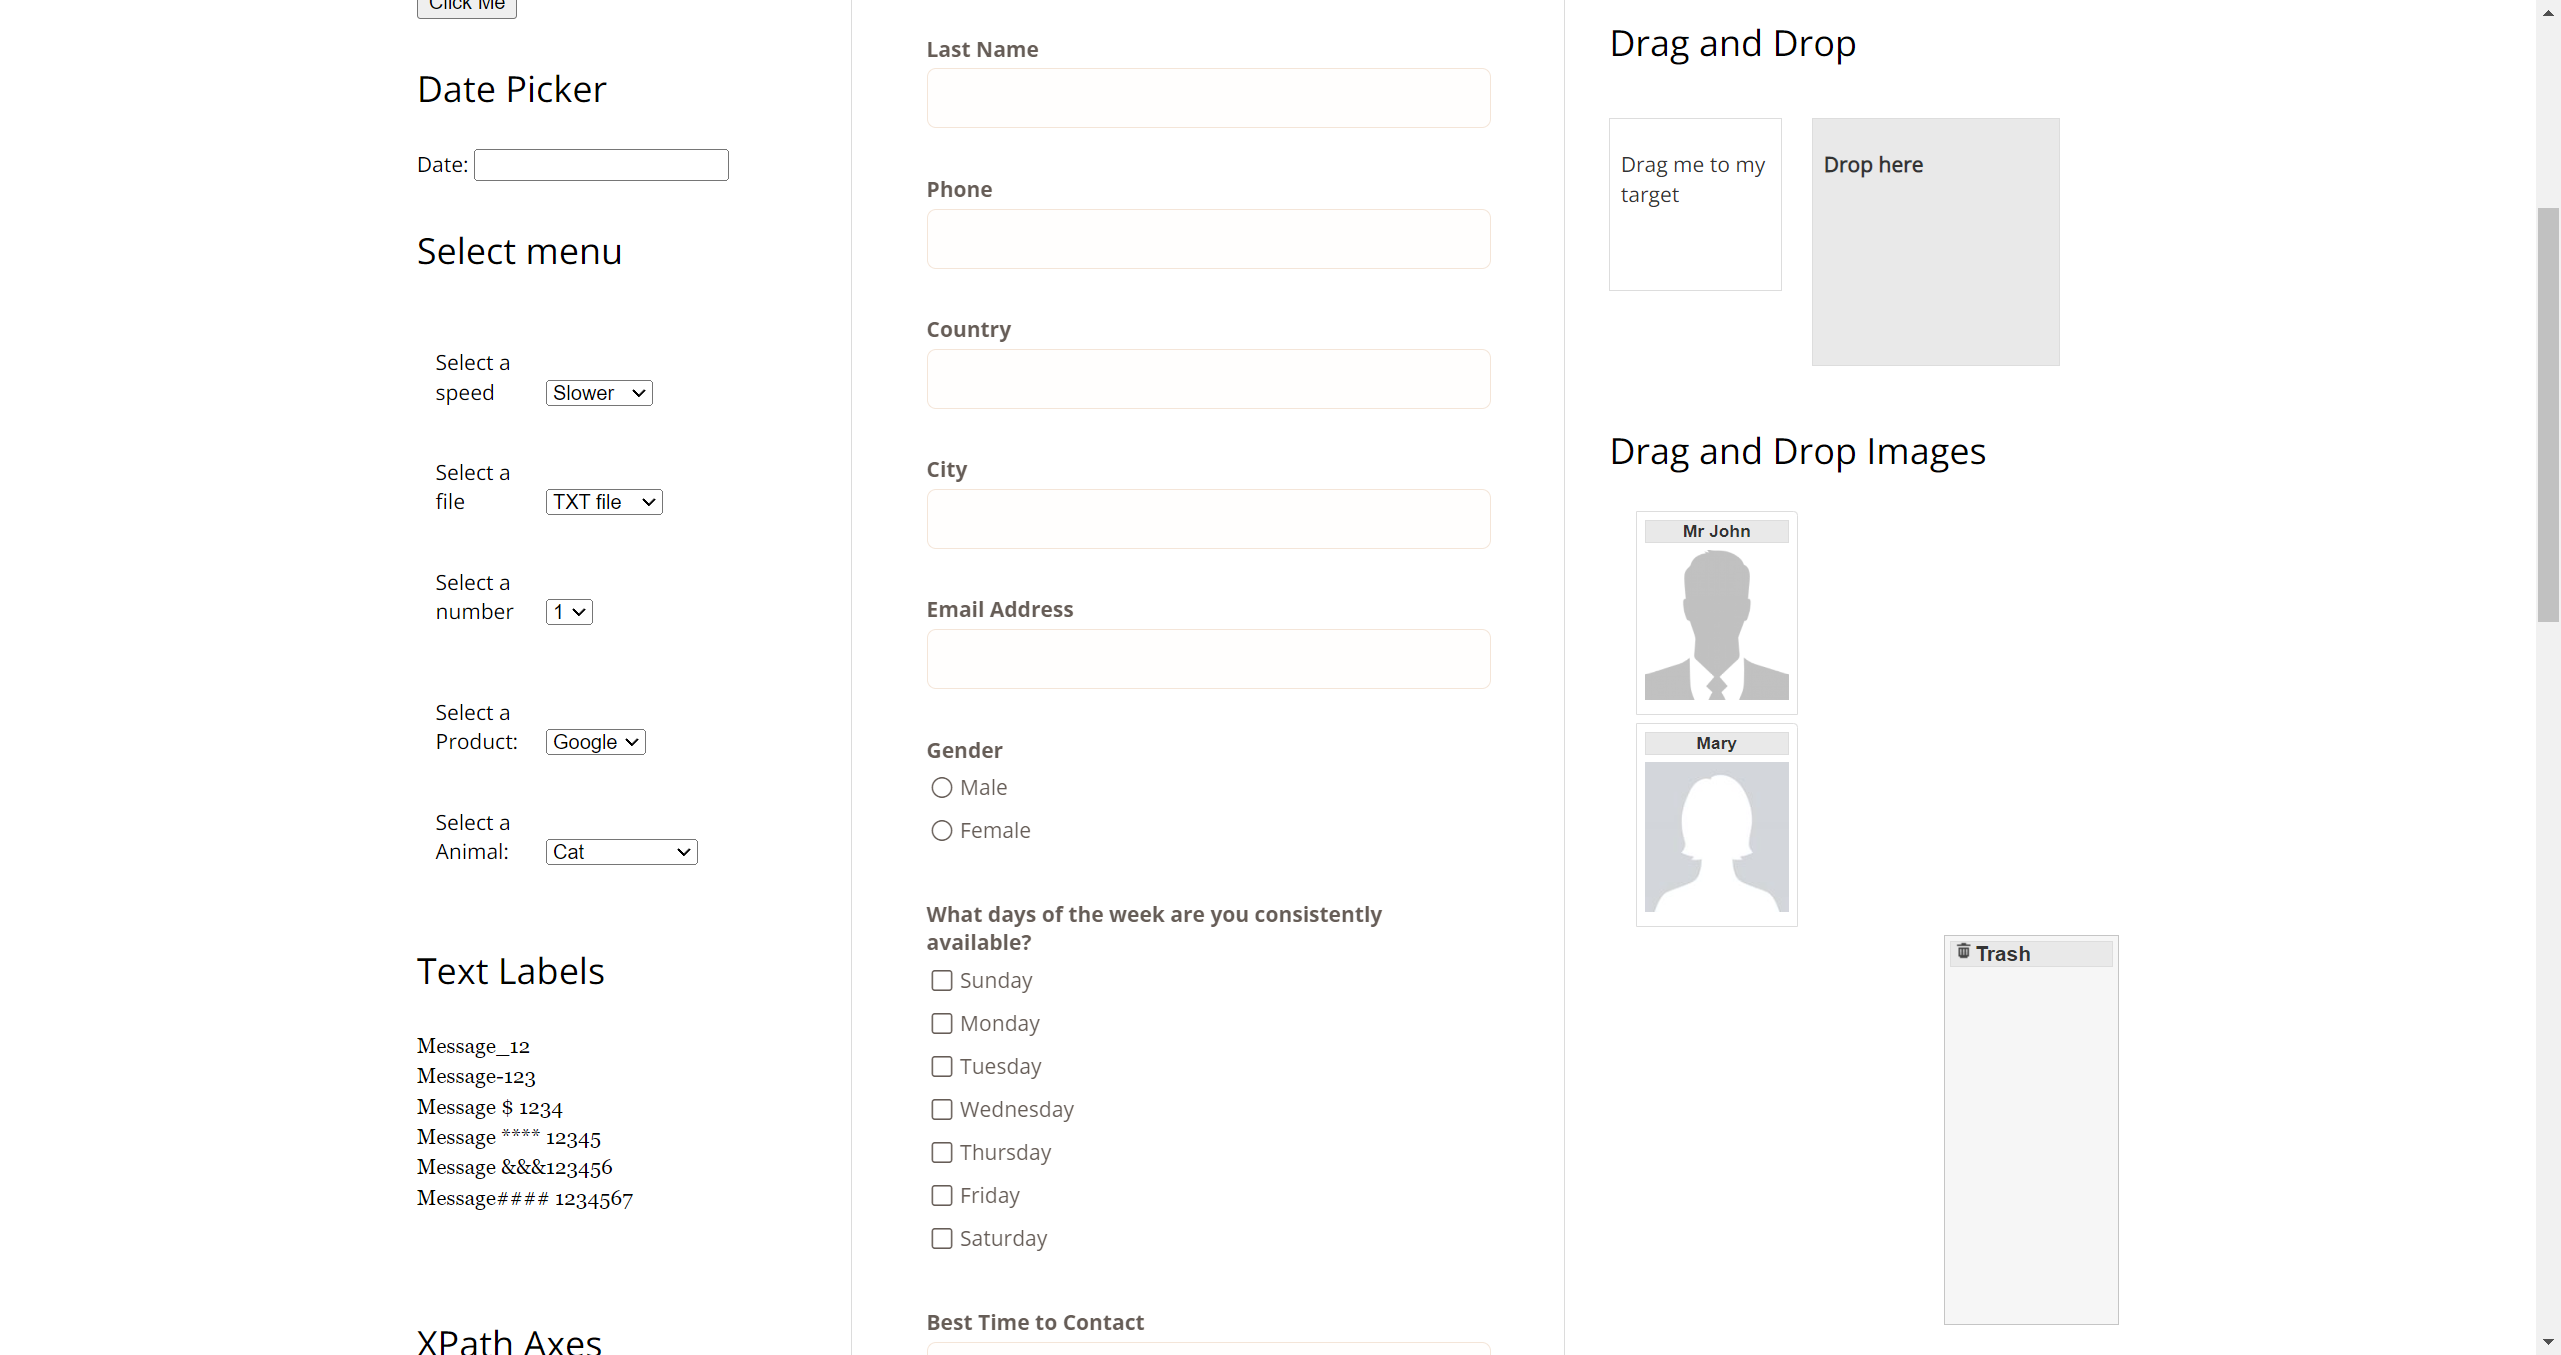 Click Me
Date Picker
Date:
Select menu
Select a
speed
Slower
Select a
file
TXT file
Select a
number
1
Select a
Product:
Google
Select a
Animal:
Cat
Text Labels
Message_12
Message-123
Message $ 1234
Message **** 12345
Message &&&123456
Message#### 1234567
XPath Axes
Last Name
Phone
Country
City
Email Address
Gender
Male
Female
What days of the week are you consistently
available?
Sunday
Monday
Tuesday
Wednesday
Thursday
Friday
Saturday
Best Time to Contact
Drag and Drop
Drag me to my
target
Drop here
Drag and Drop Images
Mr John
Mary
Trash